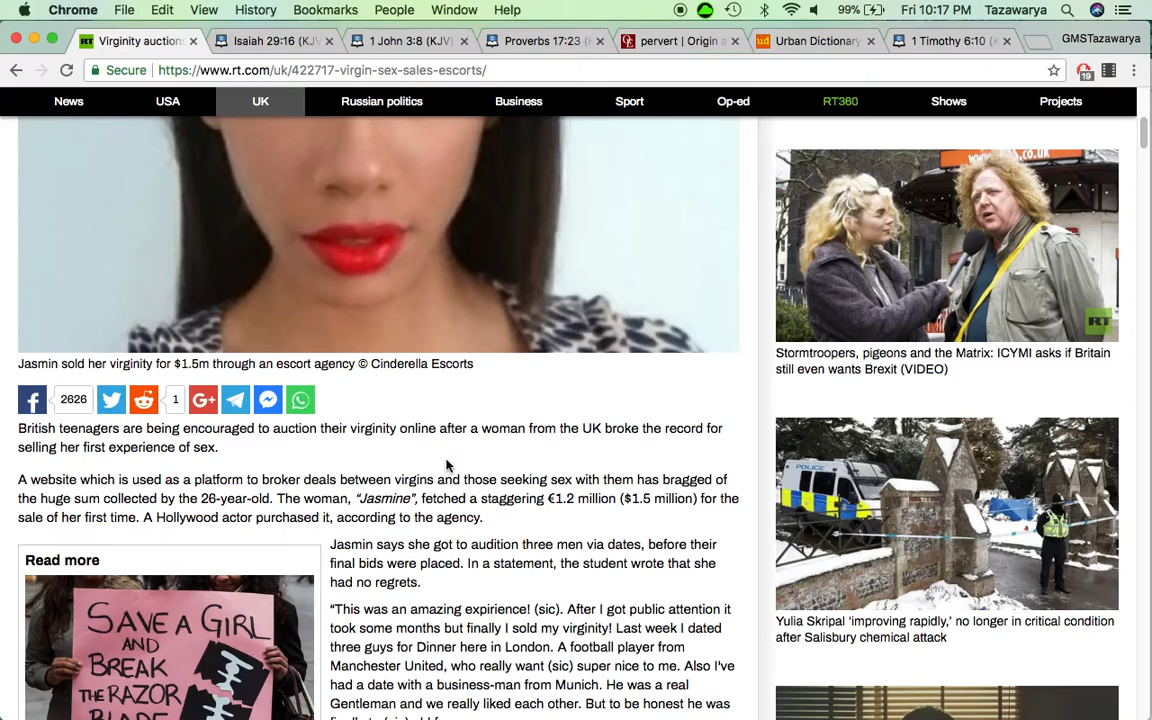 Chrome File Edit View History Bookmarks People Window Help 99% Fri 10:17 PM Tazawarya
RT Virginity auction: Isaiah 29:16 (KJV 1 John 3:8 (KJV) Proverbs 17:23 (K OE pervert | Origin a ud Urban Dictionary 1 Timothy 6:10 (K GMSTazawarya
Secure https://www.rt.com/uk/422717-virgin-sex-sales-escorts/ 19
News USA UK Russian politics Business Sport Op-ed RT360 Shows Projects
Jasmin sold her virginity for $1.5m through an escort agency © Cinderella Escorts
2626 1
British teenagers are being encouraged to auction their virginity online after a woman from the UK broke the record for
selling her first experience of sex.
A website which is used as a platform to broker deals between virgins and those seeking sex with them has bragged of
the huge sum collected by the 26-year-old. The woman, “Jasmine”, fetched a staggering €1.2 million ($1.5 million) for the
sale of her first time. A Hollywood actor purchased it, according to the agency.
Read more
SAVE A GIRL
AND
BREAK
THE RAZOR
BLADE
Jasmin says she got to audition three men via dates, before their
final bids were placed. In a statement, the student wrote that she
had no regrets.
“This was an amazing expirience! (sic). After I got public attention it
took some months but finally I sold my virginity! Last week I dated
three guys for Dinner here in London. A football player from
Manchester United, who really want (sic) super nice to me. Also I've
had a date with a business-man from Munich. He was a real
Gentleman and we really liked each other. But to be honest he was
RT
Stormtroopers, pigeons and the Matrix: ICYMI asks if Britain
still even wants Brexit (VIDEO)
POLICE
Yulia Skripal ‘improving rapidly,’ no longer in critical condition
after Salisbury chemical attack